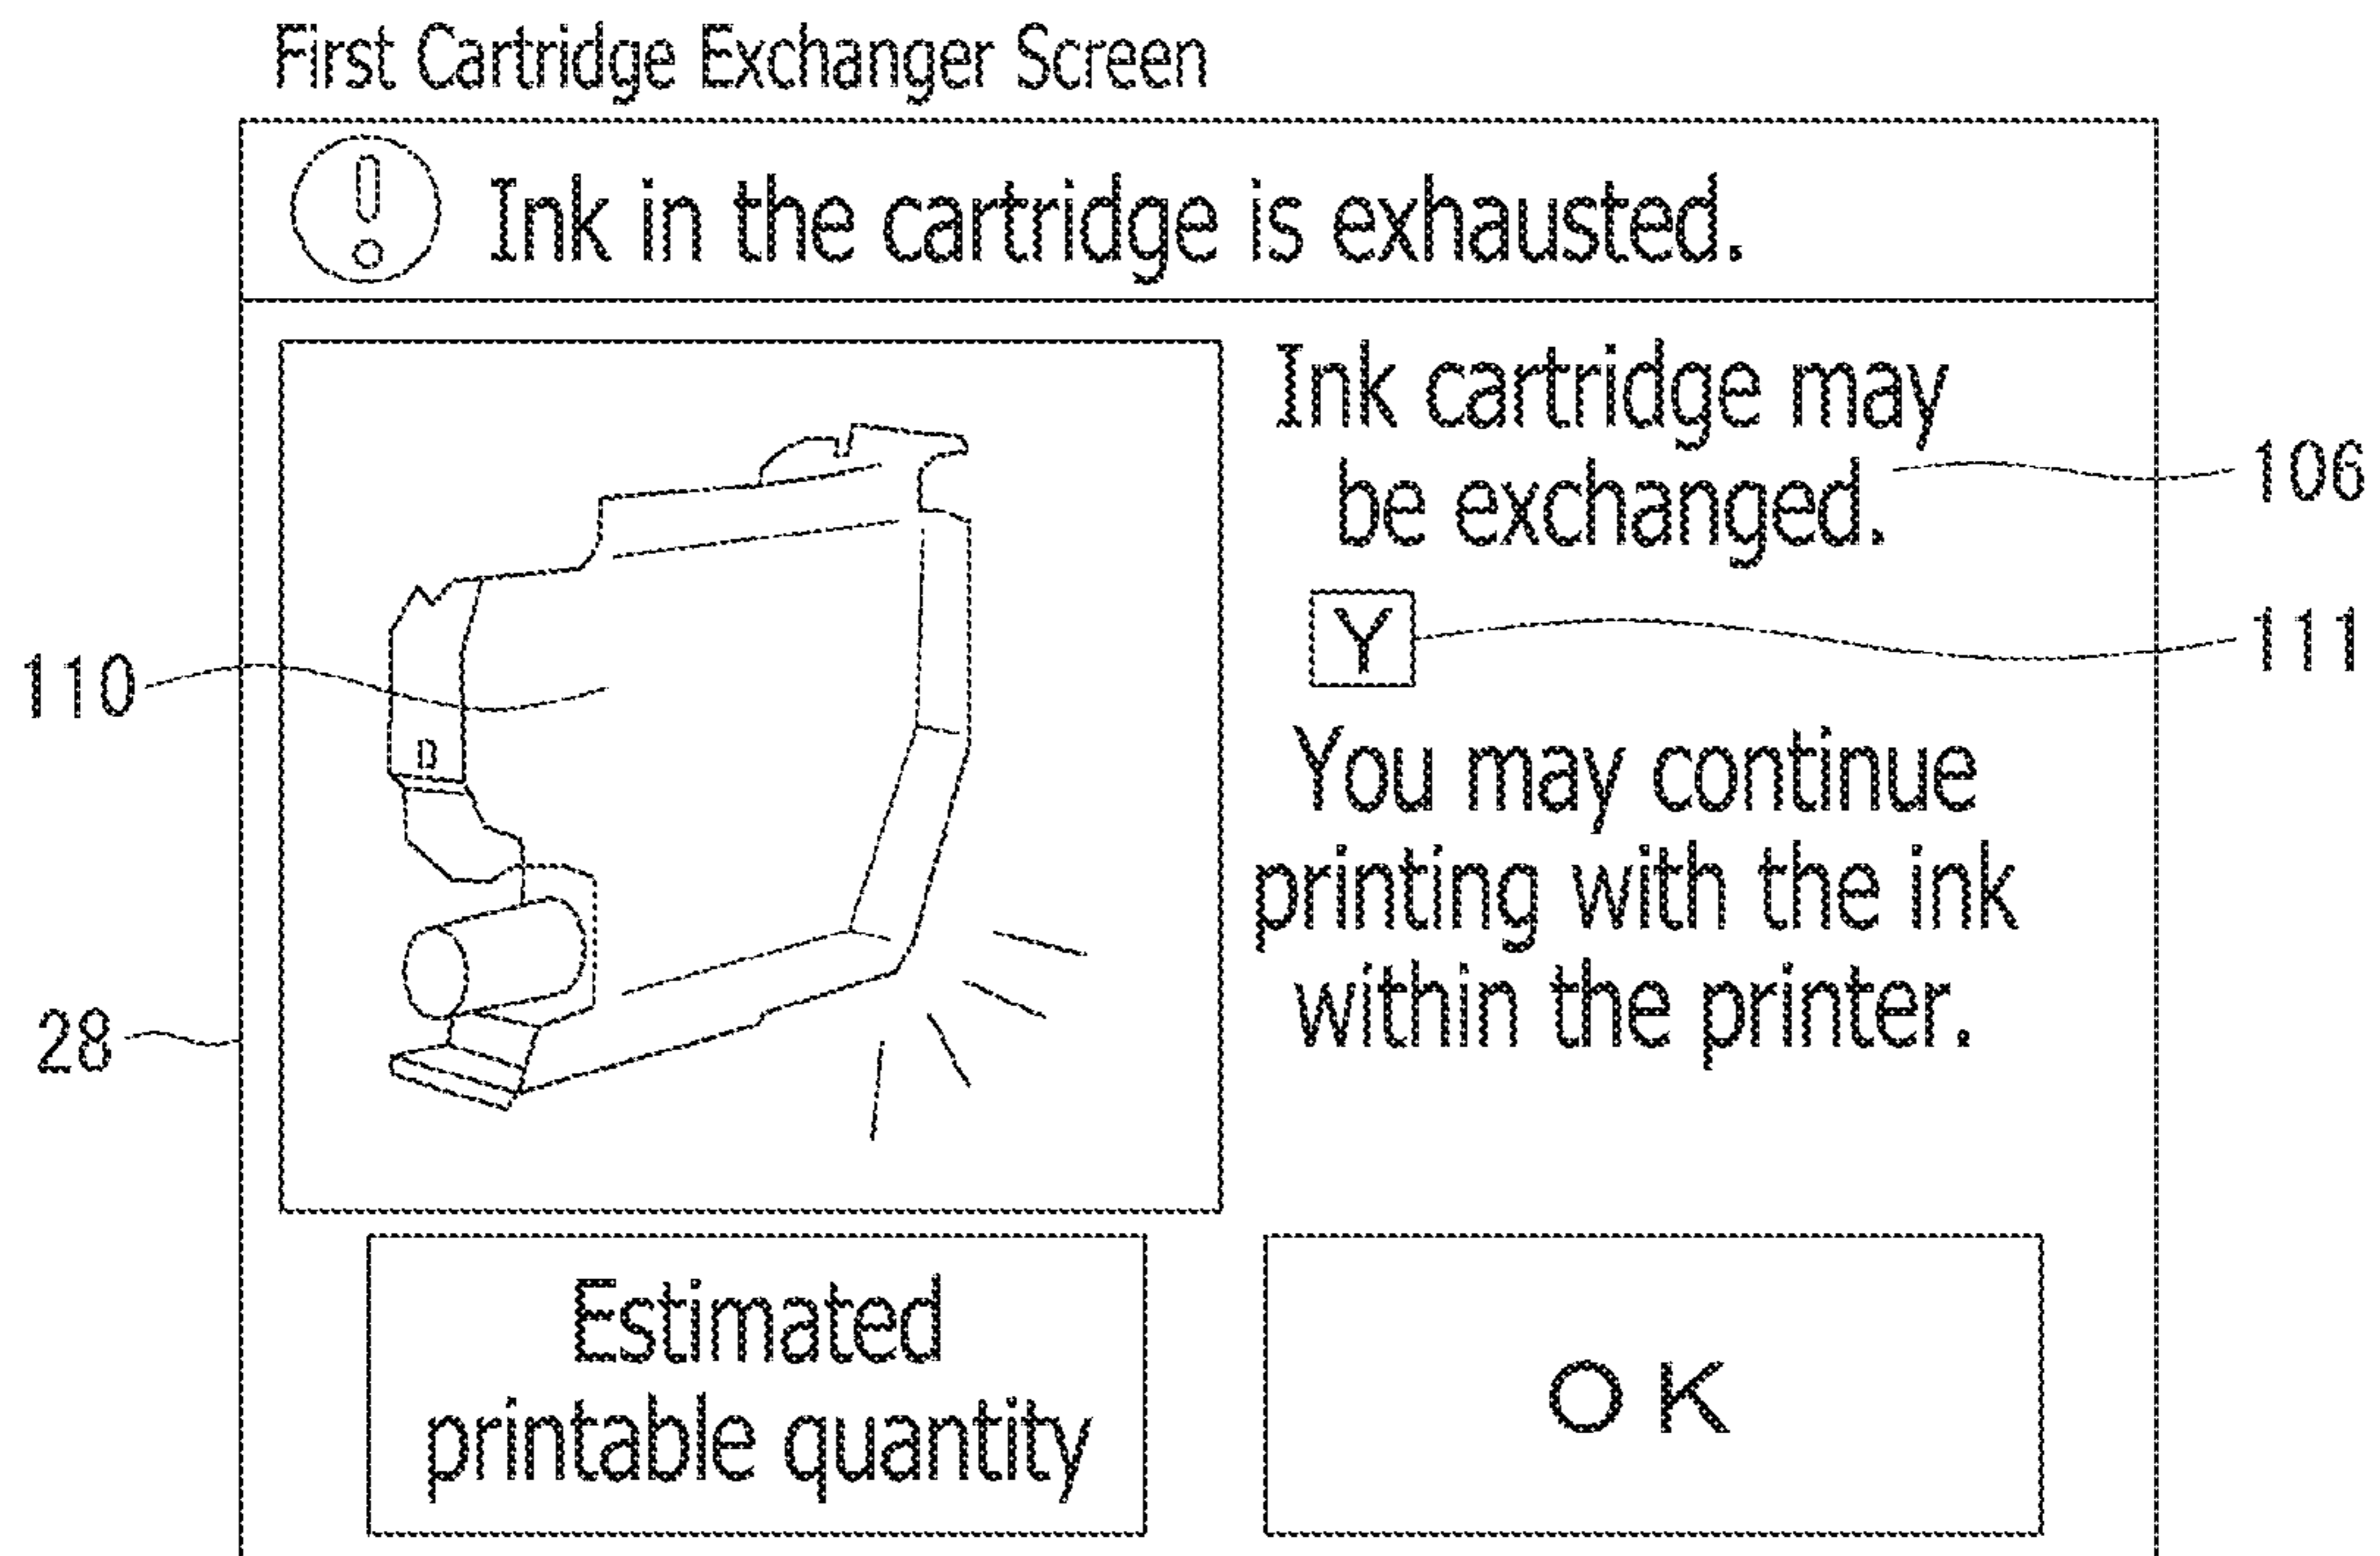 First Cartridge Exchanger Screen
Ink in the cartridge is exhausted.
Ink cartridge may
be exchanged.
106
Y
111
110
You may continue
printing with the ink
within the printer.
28
Estimated
printable quantity
OK